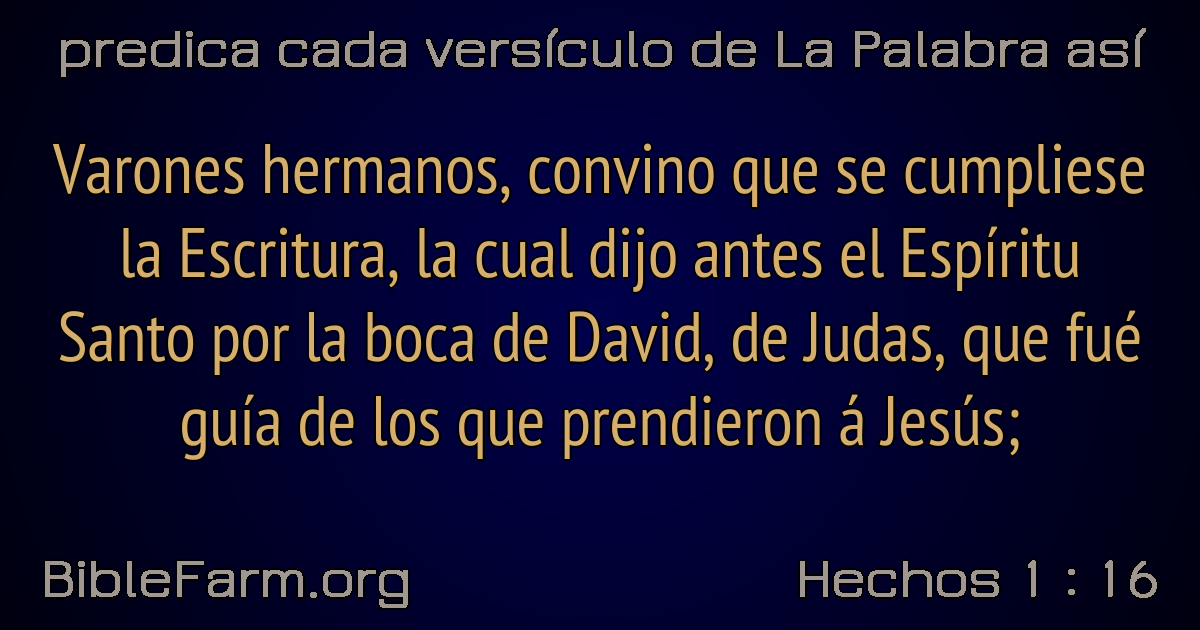 predica cada versículo de La Palabra así
Varones hermanos, convino que se cumpliese
la Escritura, la cual dijo antes el Espíritu
Santo por la boca de David, de Judas, que fué
guía de los que prendieron á Jesús;
BibleFarm.org
Hechos 1 : 16